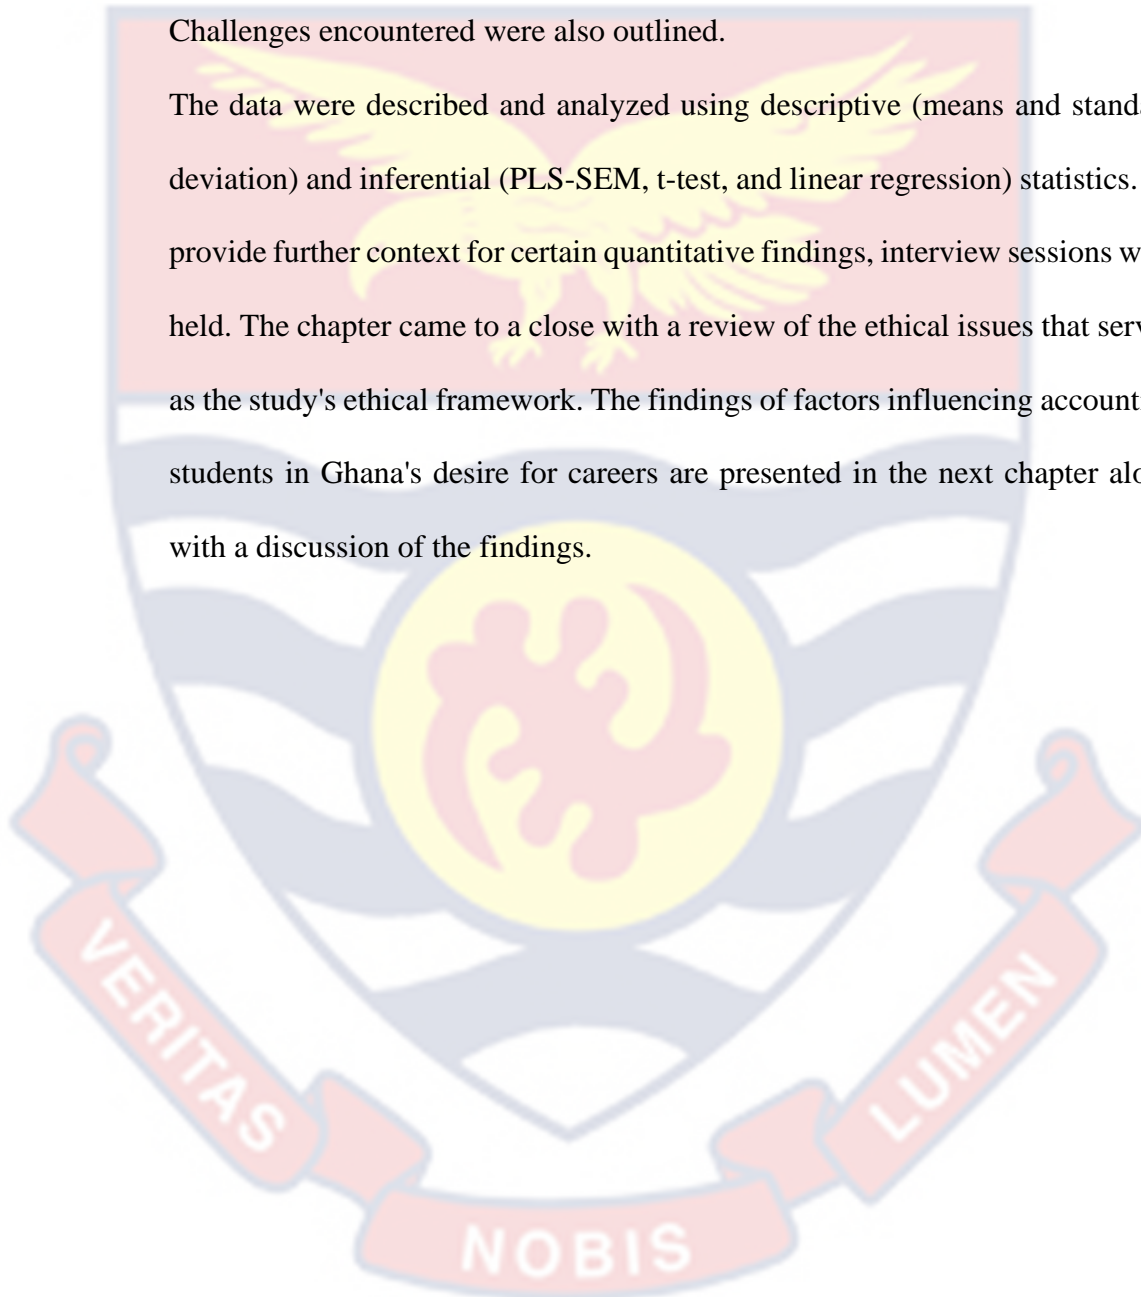 Challenges encountered were also outlined.
The data were described and analyzed using descriptive (means and standa
deviation) and inferential (PLS-SEM, t-test, and linear regression) statistics.
provide further context for certain quantitative findings, interview sessions w
held. The chapter came to a close with a review of the ethical issues that serv
as the study's ethical framework. The findings of factors influencing account
students in Ghana's desire for careers are presented in the next chapter alo
with a discussion of the findings.
VERITAS
NOBIS
LUMEN